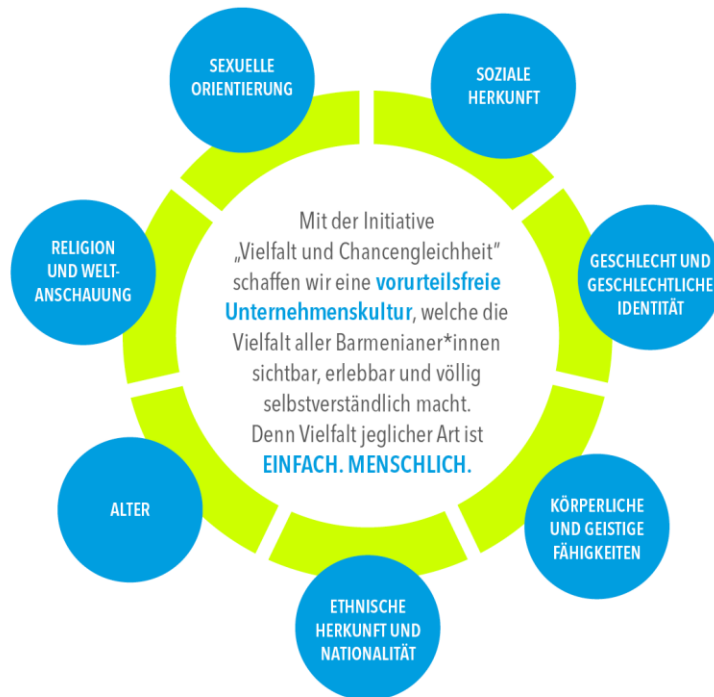 SEXUELLE
ORIENTIERUNG
SOZIALE
HERKUNFT
RELIGION
UND WELT-
ANSCHAUUNG
Mit der Initiative
„Vielfalt und Chancengleichheit“
schaffen wir eine vorurteilsfreie
Unternehmenskultur, welche die
Vielfalt aller Barmenianer*innen
sichtbar, erlebbar und völlig
selbstverständlich macht.
Denn Vielfalt jeglicher Art ist
EINFACH. MENSCHLICH.
GESCHLECHT UND
GESCHLECHTLICHE
IDENTITÄT
ALTER
KÖRPERLICHE
UND GEISTIGE
FÄHIGKEITEN
ETHNISCHE
HERKUNFT UND
NATIONALITÄT